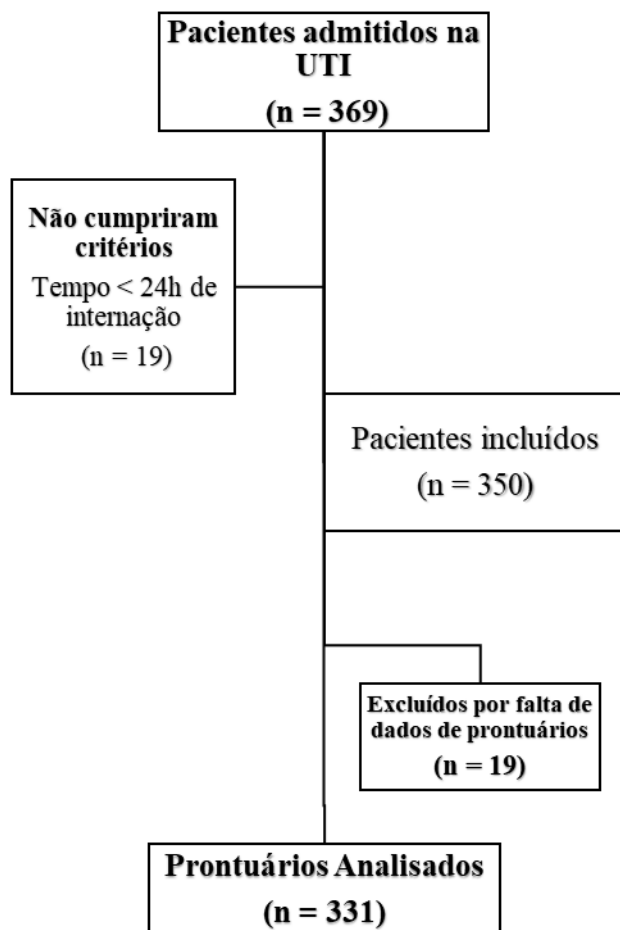 Pacientes admitidos na
UTI
(n = 369)
Não cumpriram
critérios
Tempo < 24h de
internação
(n = 19)
Pacientes incluídos
(n = 350)
Excluídos por falta de
dados de prontuários
(n = 19)
Prontuários Analisados
(n = 331)